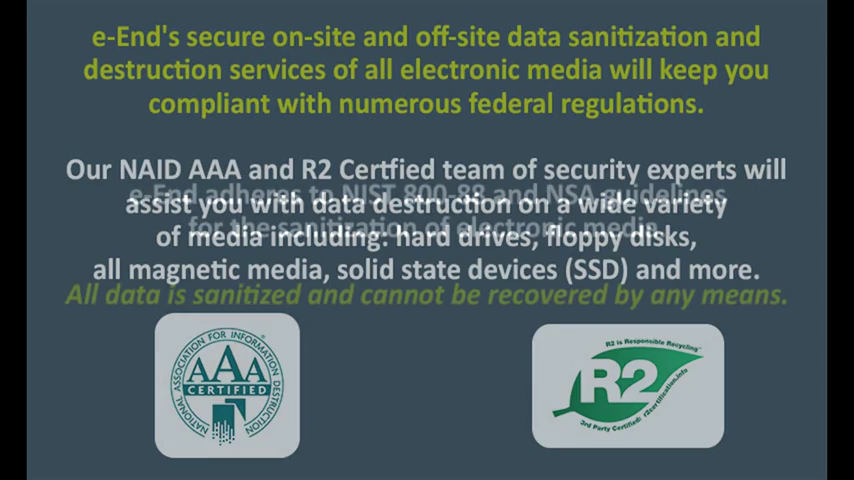 e-End's secure on-site and off-site data sanitization and
destruction services of all electronic media will keep you
compliant with numerous federal regulations.
Our NAID AAA and R2 Certfied team of security experts will
e-End adheres to NIST 800-88 and NSA guidelines
assist you with data destruction on a wide variety
for the sanitization of electronic media.
of media including: hard drives, floppy disks,
all magnetic media, solid state devices (SSD) and more.
All data is sanitized and cannot be recovered by any means.
NATIONAL ASSOCIATION FOR INFORMATION DESTRUCTION
AAA
CERTIFIED
R2 is Responsible Recycling™
R2
3rd Party Certified: r2certification.info